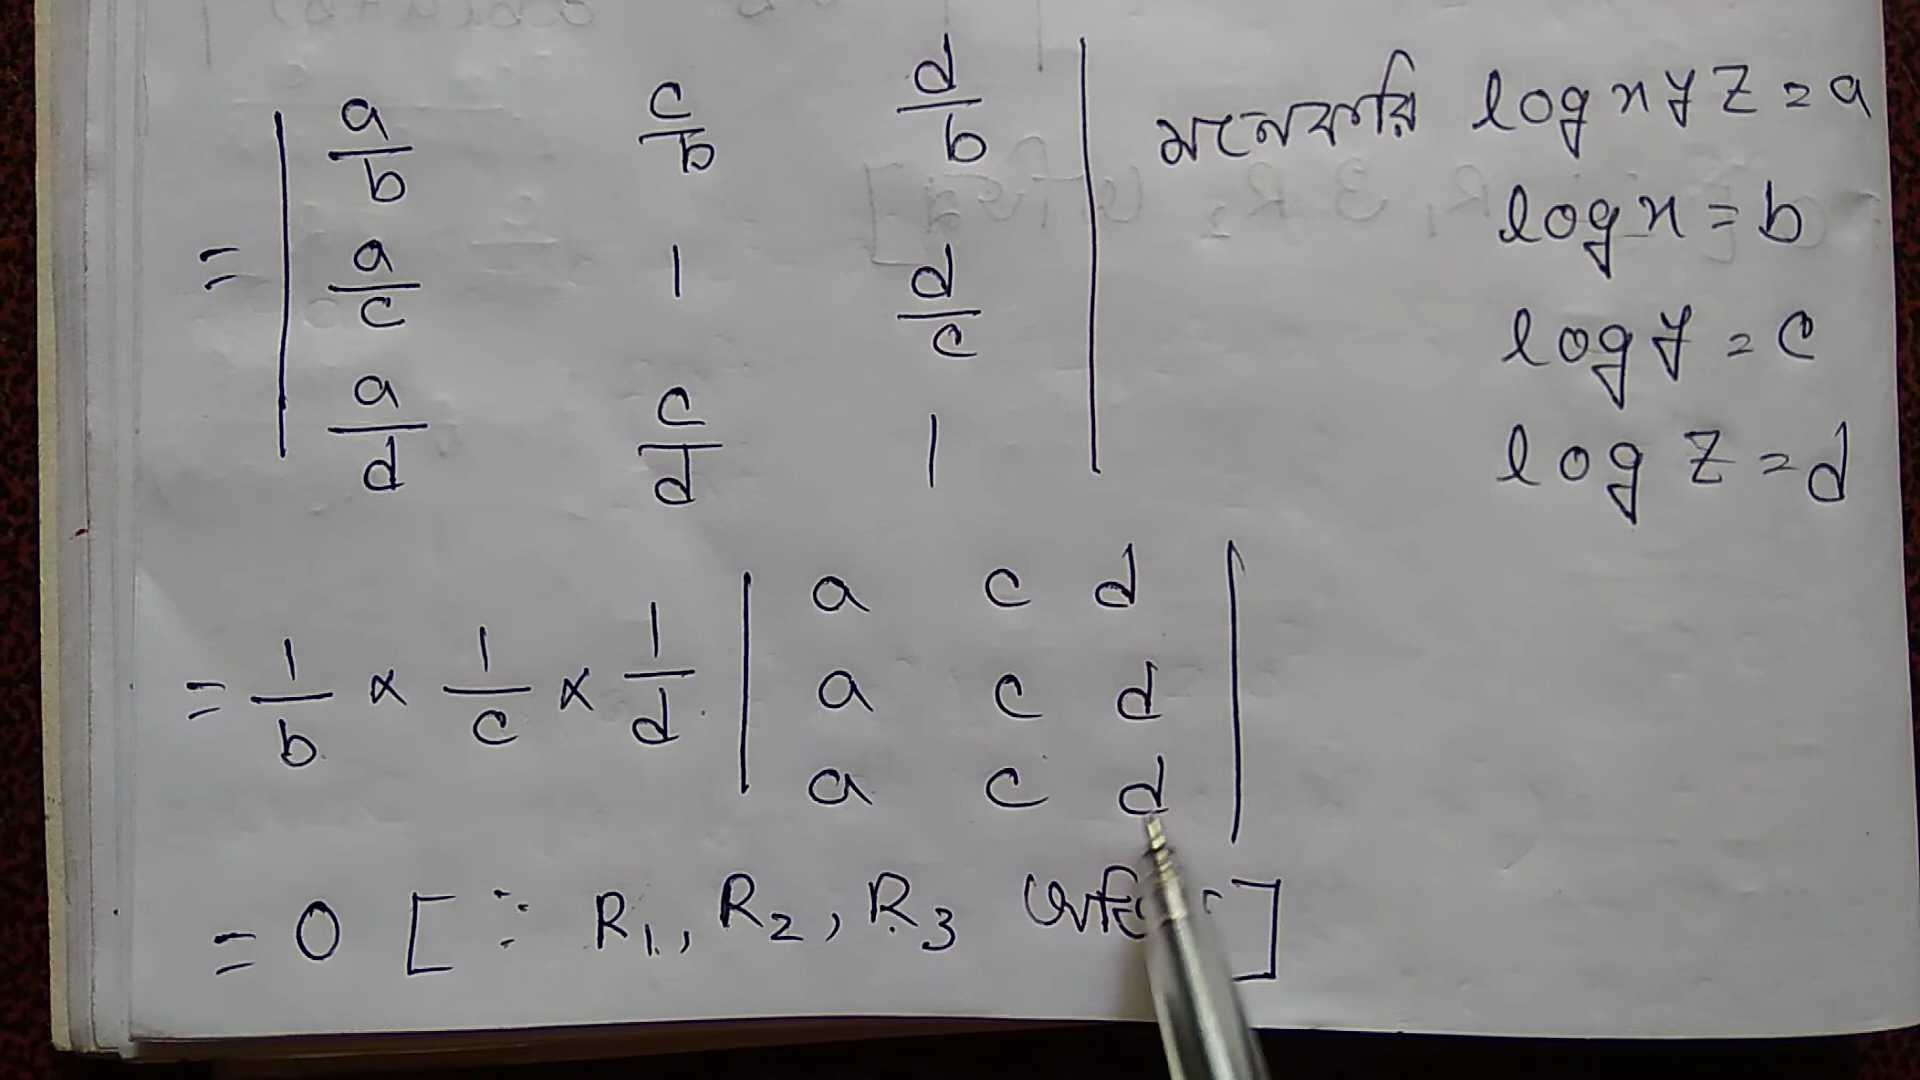 = | a/b c/b d/b | মনেকরি log xyz = a
log x = b
= | a/c 1 d/c |
log y = c
| a/d c/d 1 |
log z = d
= 1/b × 1/c × 1/d | a c d |
| a c d |
| a c d |
= 0 [ ∵ R₁, R₂, R₃ ]